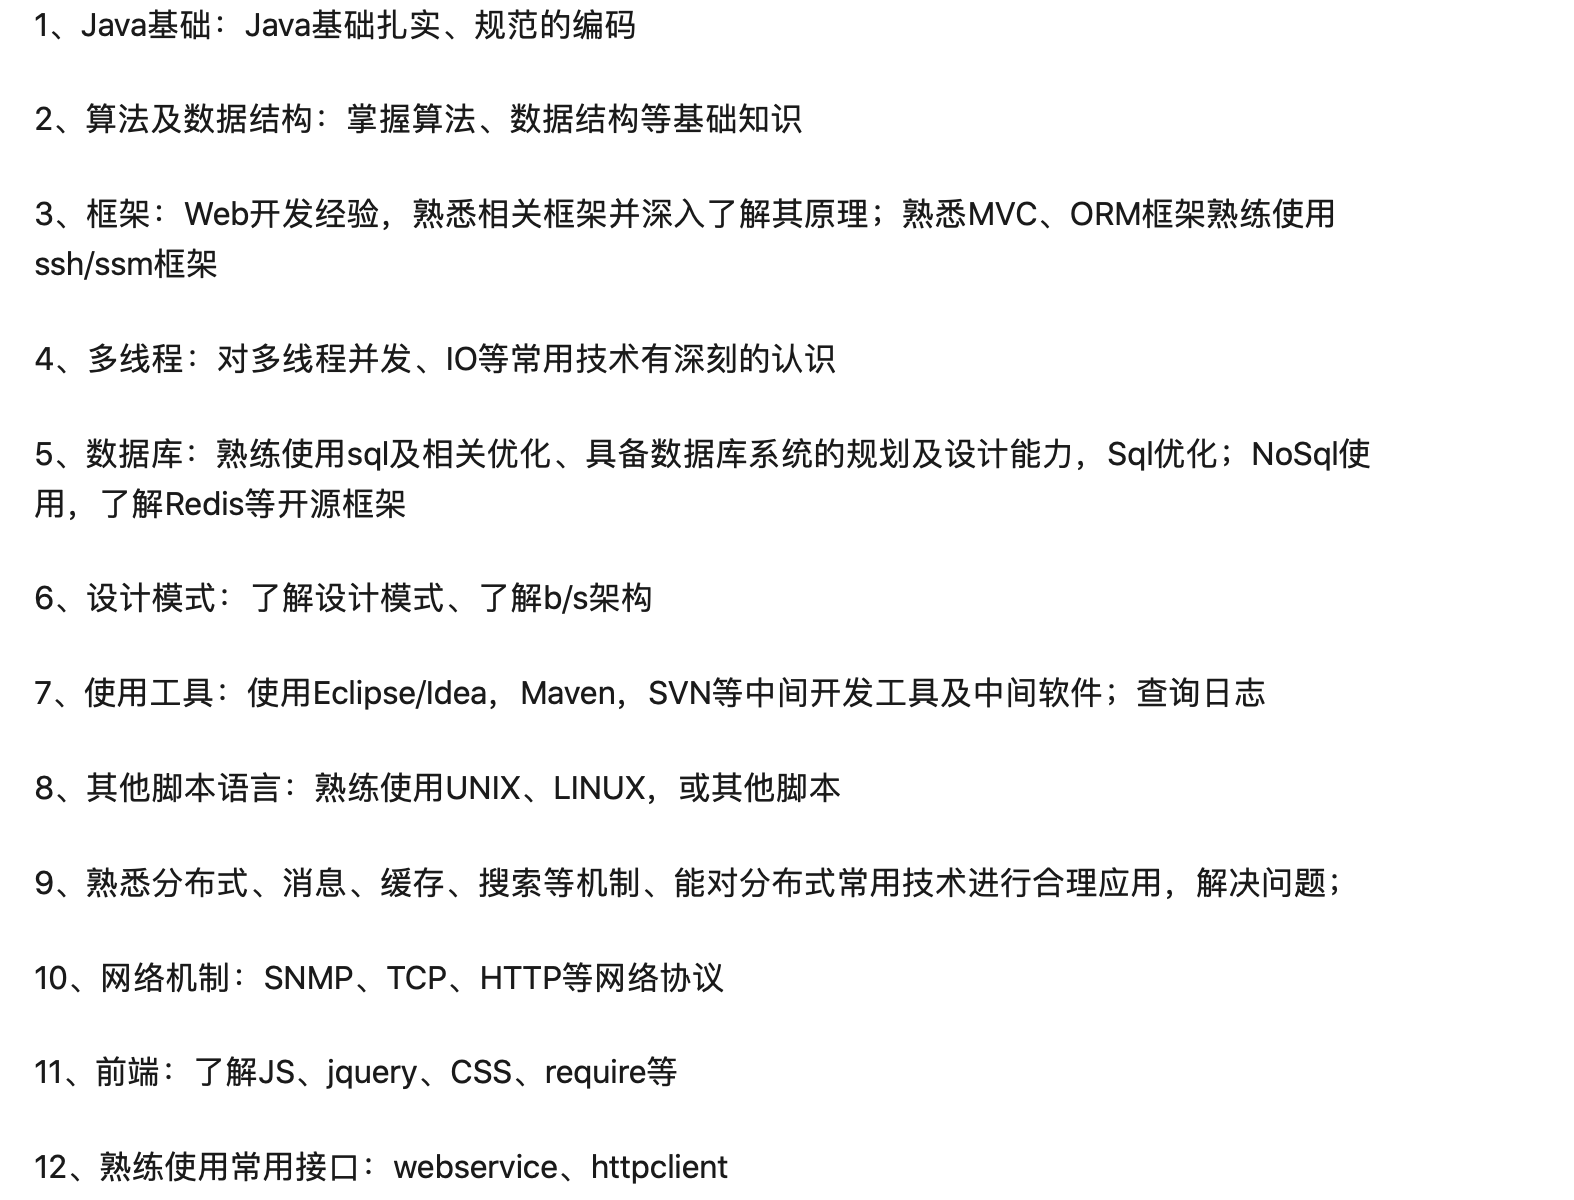 1、Java基础：Java基础扎实、规范的编码
2、算法及数据结构：掌握算法、数据结构等基础知识
3、框架：Web开发经验，熟悉相关框架并深入了解其原理；熟悉MVC、ORM框架熟练使用
ssh/ssm框架
4、多线程：对多线程并发、IO等常用技术有深刻的认识
5、数据库：熟练使用sql及相关优化、具备数据库系统的规划及设计能力，Sql优化；NoSql使
用，了解Redis等开源框架
6、设计模式：了解设计模式、了解b/s架构
7、使用工具：使用Eclipse/Idea，Maven，SVN等中间开发工具及中间软件；查询日志
8、其他脚本语言：熟练使用UNIX、LINUX，或其他脚本
9、熟悉分布式、消息、缓存、搜索等机制、能对分布式常用技术进行合理应用，解决问题；
10、网络机制：SNMP、TCP、HTTP等网络协议
11、前端：了解JS、jquery、CSS、require等
12、熟练使用常用接口：webservice、httpclient